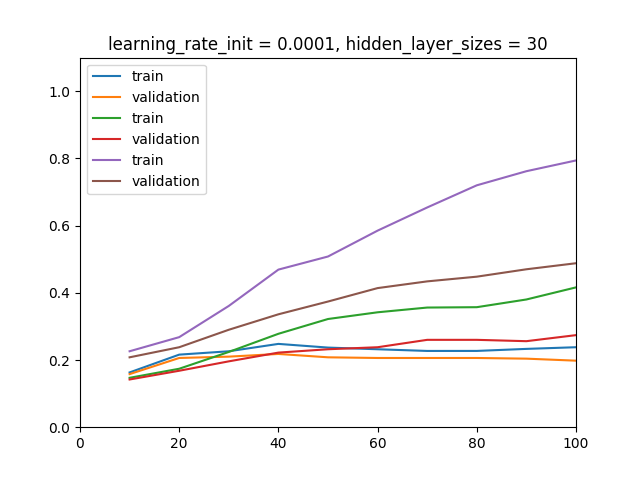 learning_rate_init = 0.0001, hidden_layer_sizes = 30
train
validation
train
validation
train
validation
1.0
0.8
0.6
0.4
0.2
0.0
0 20 40 60 80 100